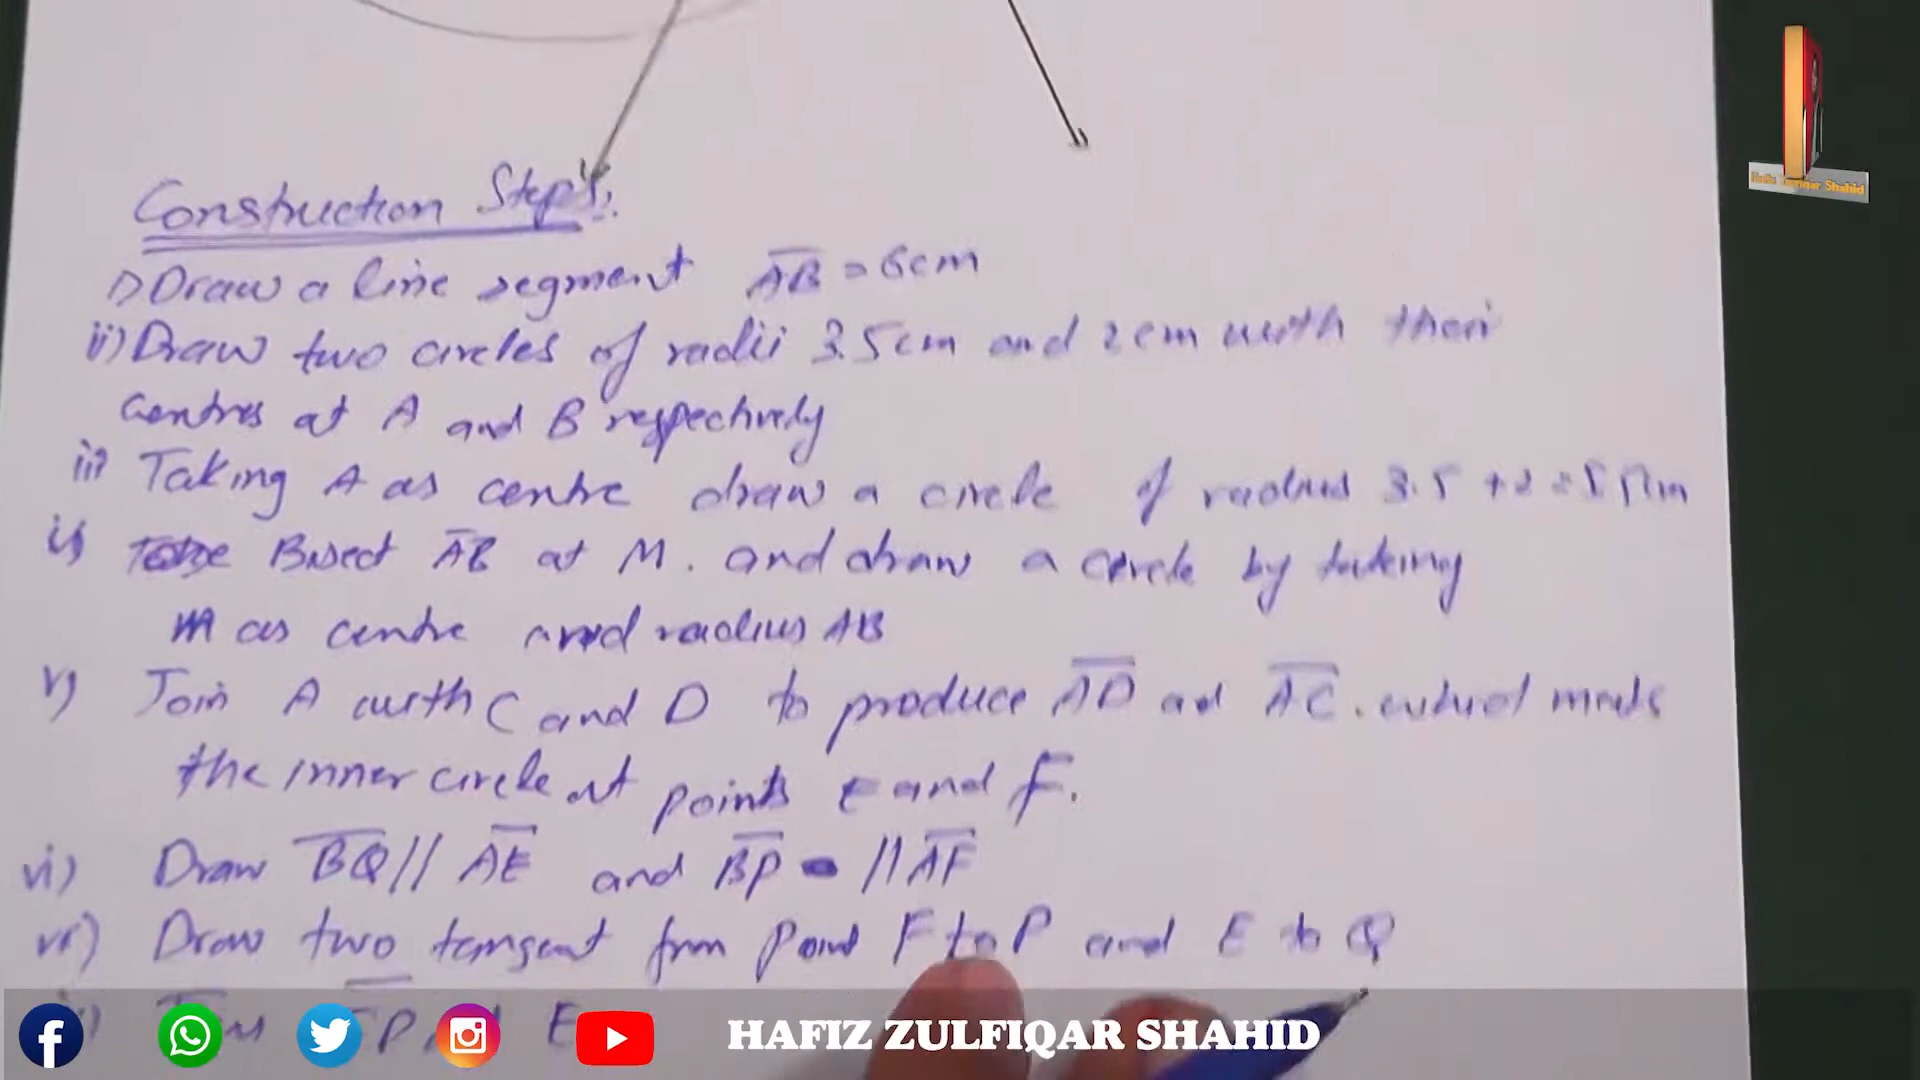 Construction Step's:
i) Draw a line segment AB = 6cm
ii) Draw two circles of radii 3.5cm and 2cm with their
centres at A and B respectively
iii) Taking A as centre draw a circle of radius 3.5 + 2 = 5.5cm
Bisect AB at M. and draw a circle by taking
M as centre and radius AB
v) Join A with C and D to produce AD and AC. which meets
the inner circle at points E and F.
vi) Draw BQ // AE and BP // AF
vii) Draw two tangent from point F to P and E to Q
HAFIZ ZULFIQAR SHAHID
Hafiz Zulfiqar Shahid